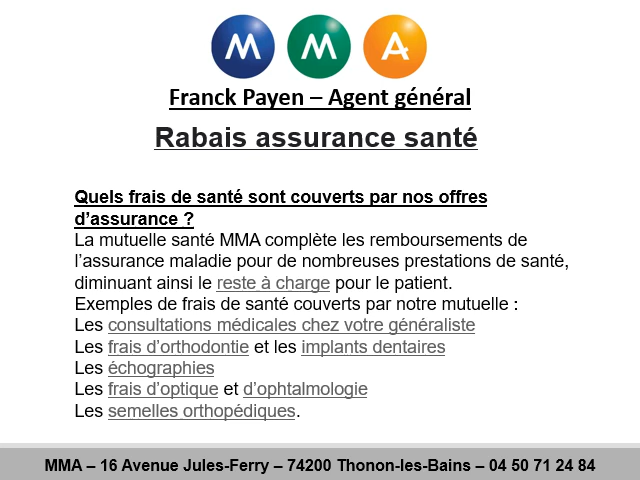 MMA
Franck Payen – Agent général
Rabais assurance santé
Quels frais de santé sont couverts par nos offres
d’assurance ?
La mutuelle santé MMA complète les remboursements de
l’assurance maladie pour de nombreuses prestations de santé,
diminuant ainsi le reste à charge pour le patient.
Exemples de frais de santé couverts par notre mutuelle :
Les consultations médicales chez votre généraliste
Les frais d’orthodontie et les implants dentaires
Les échographies
Les frais d’optique et d’ophtalmologie
Les semelles orthopédiques.
MMA – 16 Avenue Jules-Ferry – 74200 Thonon-les-Bains – 04 50 71 24 84